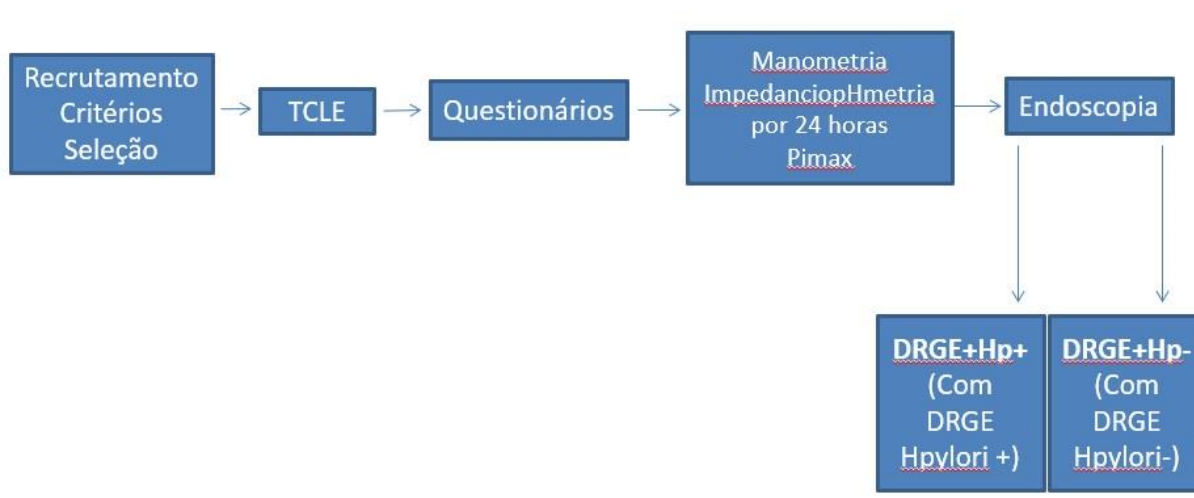 Recrutamento
Critérios
Seleção
TCLE
Questionários
Manometria
ImpedanciopHmetria
por 24 horas
Pimax
Endoscopia
DRGE+Hp+
(Com
DRGE
Hpylori +)
DRGE+Hp-
(Com
DRGE
Hpylori-)